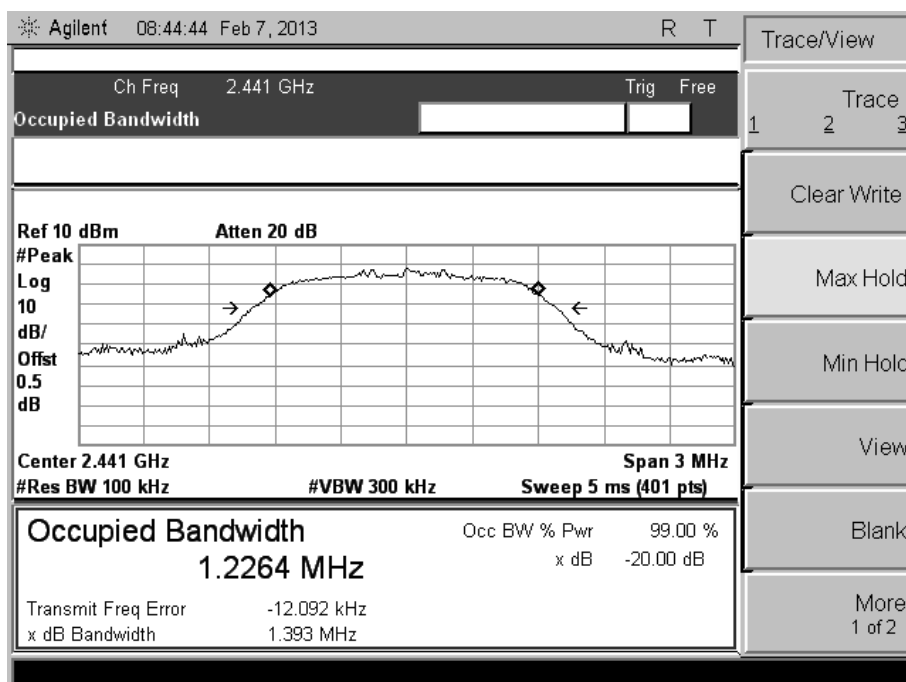 Agilent 08:44:44 Feb 7, 2013 R T
Trace/View
Ch Freq 2.441 GHz Trig Free
Occupied Bandwidth
Trace
1 2 3
Clear Write
Ref 10 dBm Atten 20 dB
#Peak
Log
10
dB/
Offst
0.5
dB
Max Hold
Min Hold
Center 2.441 GHz Span 3 MHz
#Res BW 100 kHz #VBW 300 kHz Sweep 5 ms (401 pts)
View
Occupied Bandwidth Occ BW % Pwr 99.00 %
1.2264 MHz x dB -20.00 dB
Blank
Transmit Freq Error -12.092 kHz
x dB Bandwidth 1.393 MHz
More
1 of 2